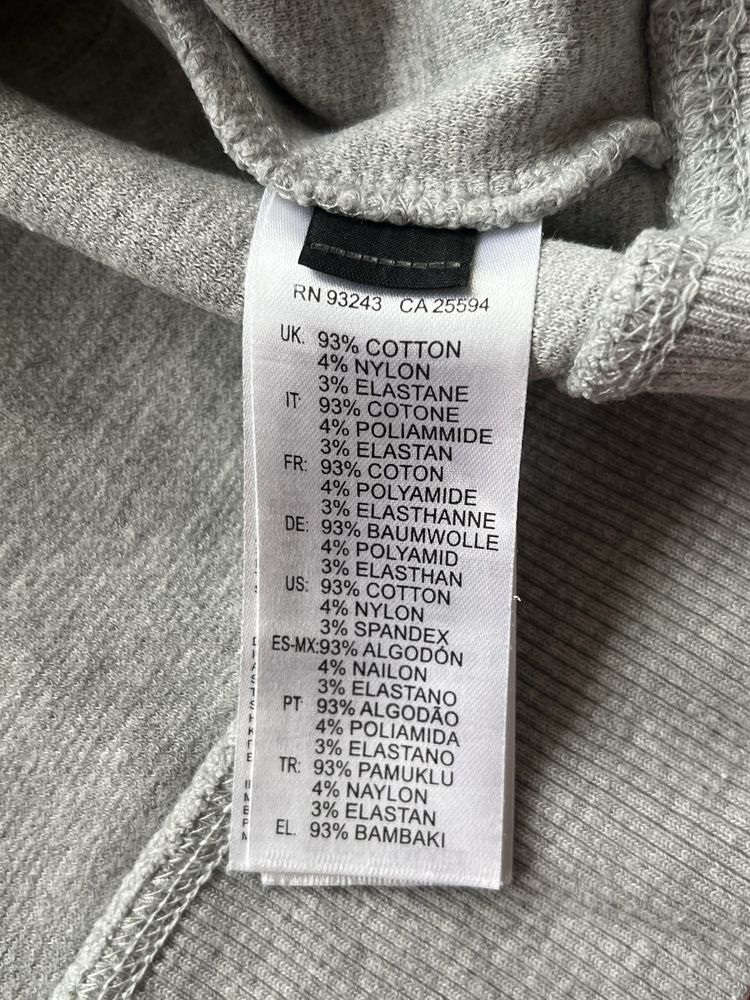 RN 93243 CA 25594
UK: 93% COTTON
4% NYLON
3% ELASTANE
IT: 93% COTONE
4% POLIAMMIDE
3% ELASTAN
FR: 93% COTON
4% POLYAMIDE
3% ELASTHANNE
DE: 93% BAUMWOLLE
4% POLYAMID
3% ELASTHAN
US: 93% COTTON
4% NYLON
3% SPANDEX
ES-MX: 93% ALGODÓN
4% NAILON
3% ELASTANO
PT: 93% ALGODÃO
4% POLIAMIDA
3% ELASTANO
TR: 93% PAMUKLU
4% NAYLON
3% ELASTAN
EL. 93% BAMBAKI